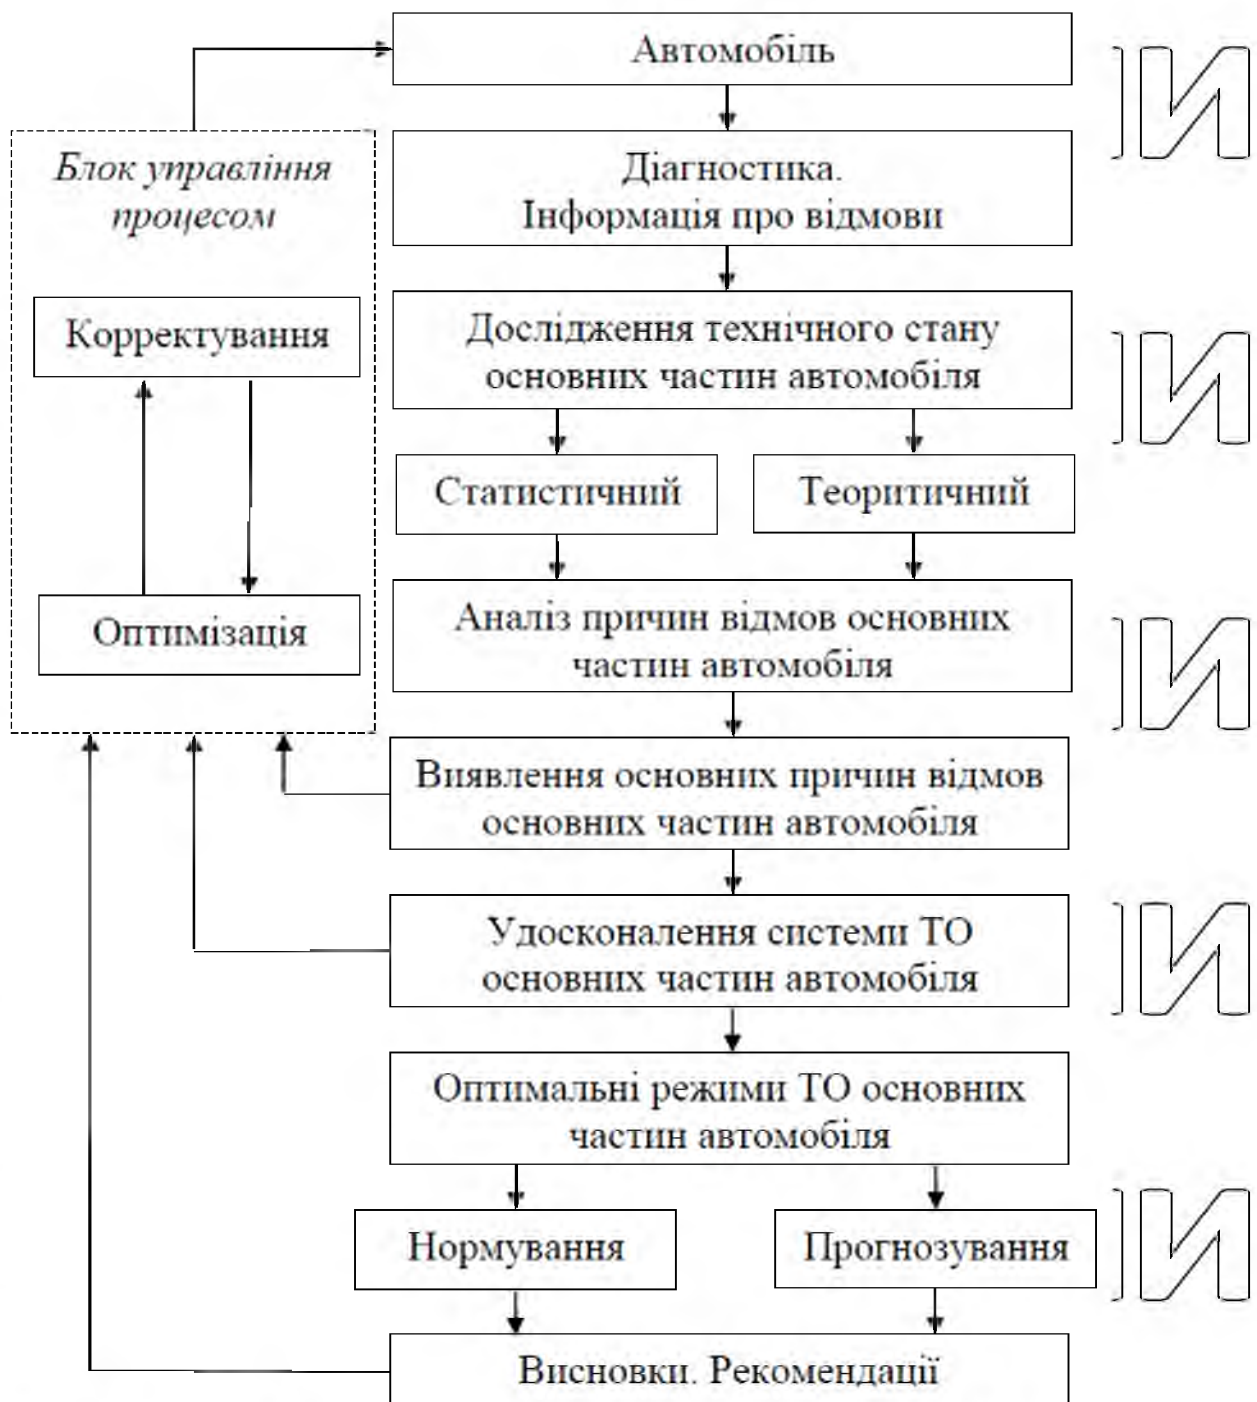 Автомобіль
Блок управління
процесом
Діагностика.
Інформація про відмови
Корректування
Дослідження технічного стану
основних частин автомобіля
Статистичний
Теоритичний
Оптимізація
Аналіз причин відмов основних
частин автомобіля
Виявлення основних причин відмов
основних частин автомобіля
Удосконалення системи ТО
основних частин автомобіля
Оптимальні режими ТО основних
частин автомобіля
Нормування
Прогнозування
Висновки. Рекомендації
И
И
И
И
И